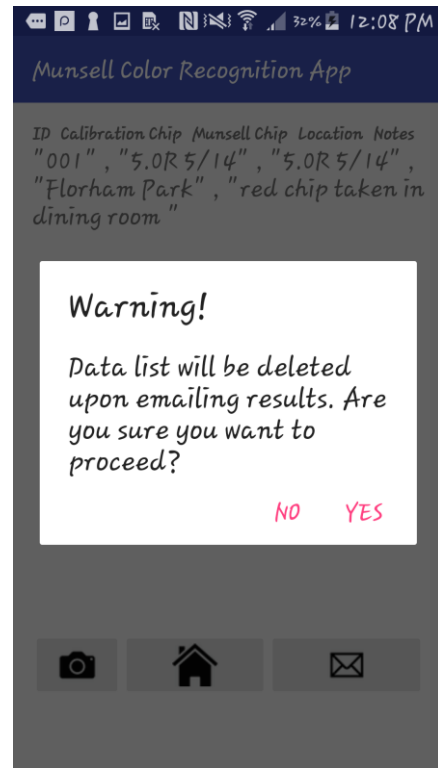 32% 12:08 PM
Munsell Color Recognition App
ID Calibration Chip Munsell Chip Location Notes
"001" , "5.0R 5/14" , "5.0R 5/14" ,
"Florham Park" , "red chip taken in
dining room "
Warning!
Data list will be deleted
upon emailing results. Are
you sure you want to
proceed?
NO YES